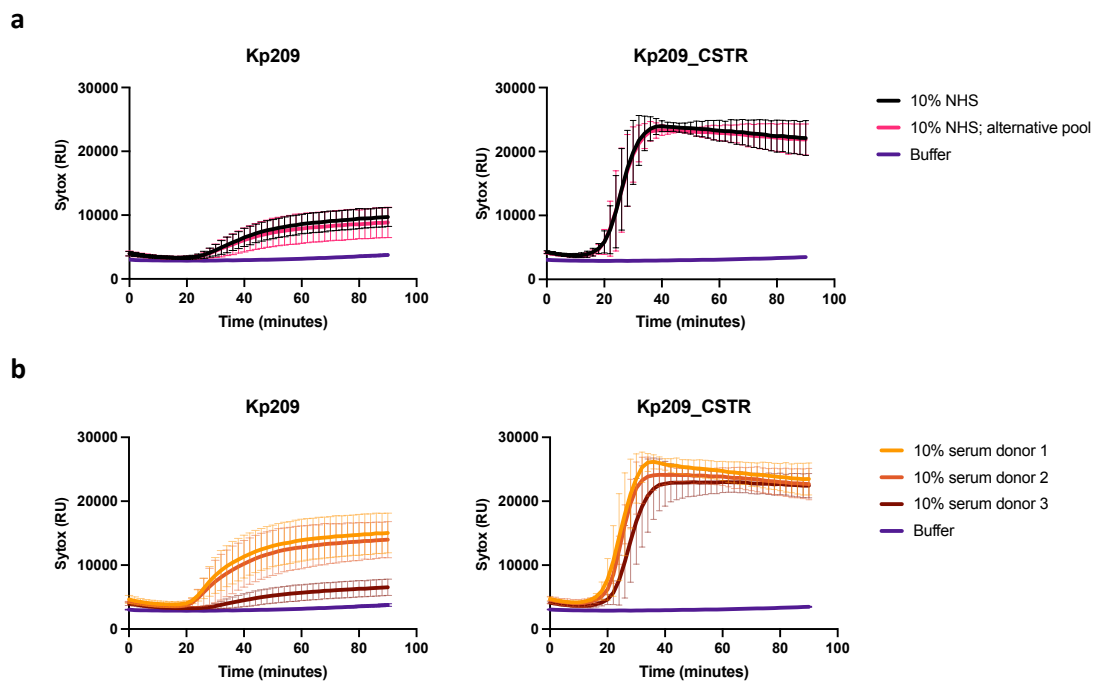 a
Kp209
Kp209_CSTR
30000
20000
10000
0
Sytox (RU)
0 20 40 60 80 100
Time (minutes)
30000
20000
10000
0
Sytox (RU)
0 20 40 60 80 100
Time (minutes)
10% NHS
10% NHS; alternative pool
Buffer
b
Kp209
Kp209_CSTR
30000
20000
10000
0
Sytox (RU)
0 20 40 60 80 100
Time (minutes)
30000
20000
10000
0
Sytox (RU)
0 20 40 60 80 100
Time (minutes)
10% serum donor 1
10% serum donor 2
10% serum donor 3
Buffer